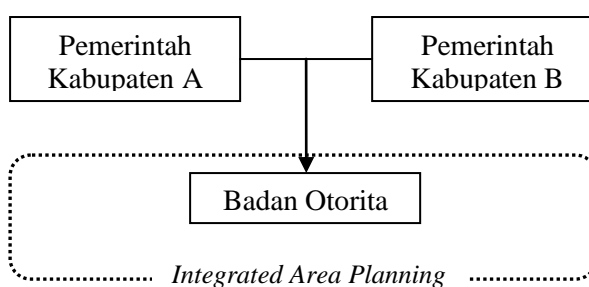 Pemerintah
Kabupaten A
Pemerintah
Kabupaten B
Badan Otorita
Integrated Area Planning